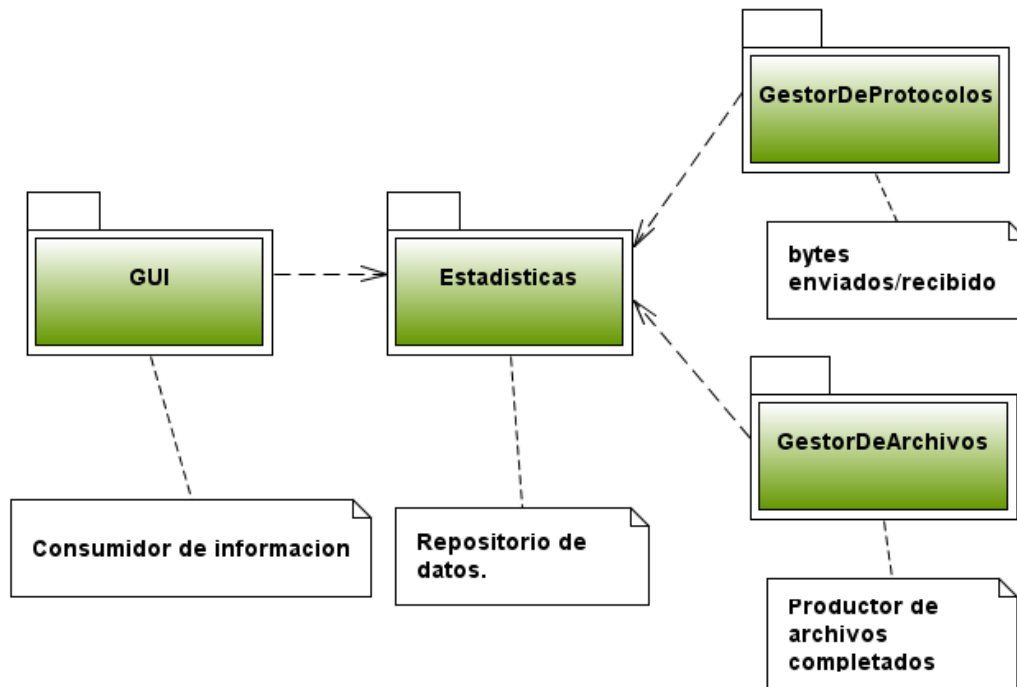 GestorDeProtocolos
bytes
enviados/recibido
GUI
Estadisticas
GestorDeArchivos
Consumidor de informacion
Repositorio de
datos.
Productor de
archivos
completados